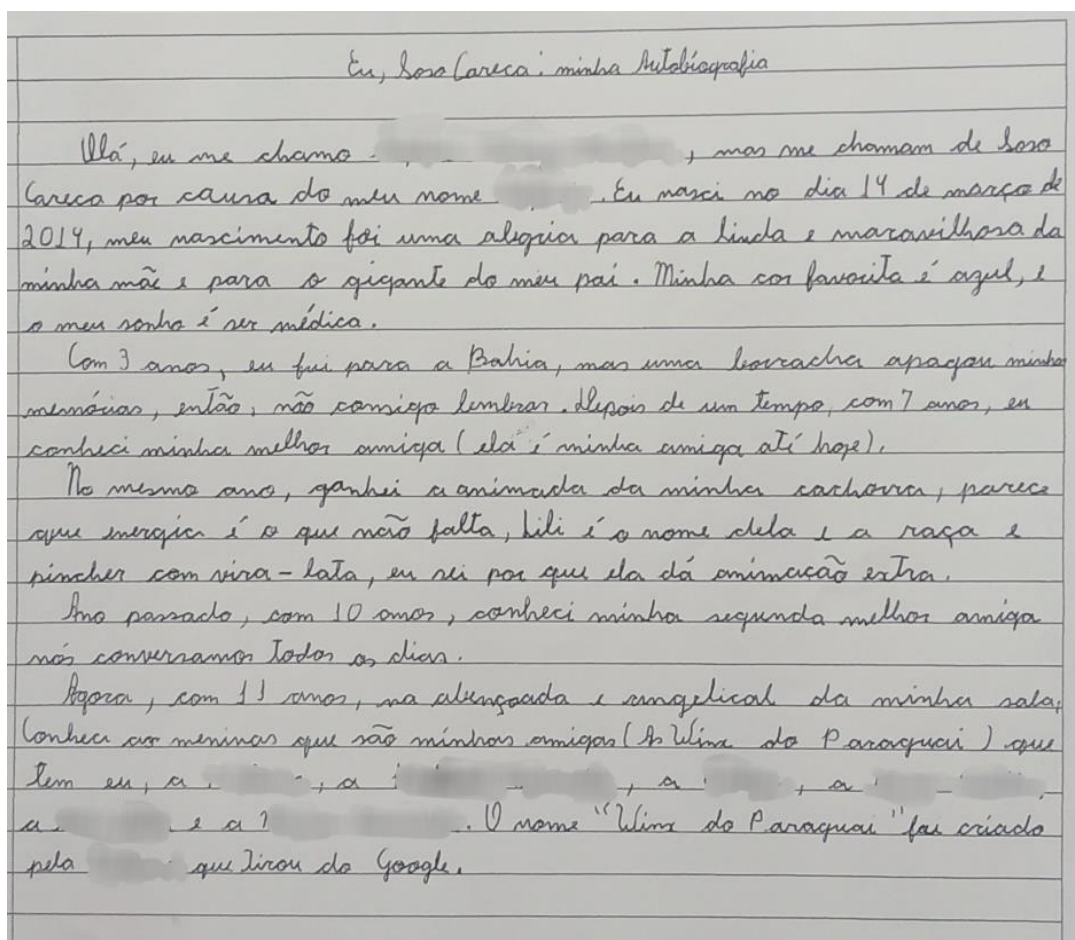 Eu, Soso Careca: minha Autobiografia
Olá, eu me chamo , mas me chamam de Soso
Careca por causa do meu nome . Eu nasci no dia 14 de março de
2014, meu nascimento foi uma alegria para a linda e maravilhosa da
minha mãe e para o gigante do meu pai. Minha cor favorita é azul, e
o meu sonho é ser médica.
Com 3 anos, eu fui para a Bahia, mas uma borracha apagou minhas
memórias, então, não consigo lembrar. Depois de um tempo, com 7 anos, eu
conheci minha melhor amiga (ela é minha amiga até hoje).
No mesmo ano, ganhei a animada da minha cachorra, parece
que energia é o que não falta, Lili é o nome dela e a raça e
pincher com vira-lata, eu sei por que ela dá animação extra.
Ano passado, com 10 anos, conheci minha segunda melhor amiga
nós conversamos todos os dias.
Agora, com 11 anos, na abençoada e angelical da minha sala,
Conheci as meninas que são minhas amigas (As Winx do Paraguai) que
tem eu, a , a , a , a ,
a e a . O nome "Winx do Paraguai" foi criado
pela que tirou do Google.